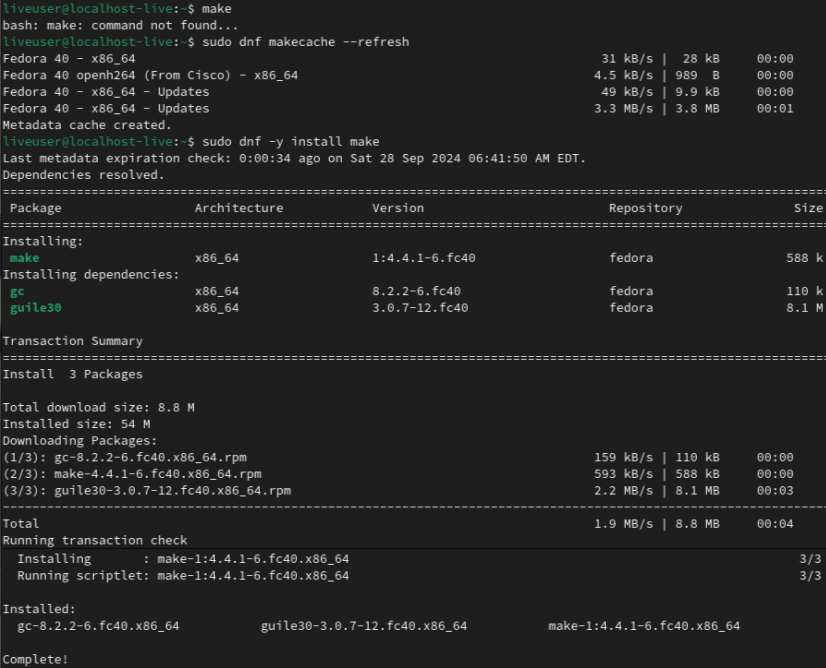 liveuser@localhost-live:~$ make
bash: make: command not found...
liveuser@localhost-live:~$ sudo dnf makecache --refresh
Fedora 40 - x86_64                                               31 kB/s |  28 kB     00:00
Fedora 40 openh264 (From Cisco) - x86_64                        4.5 kB/s | 989  B     00:00
Fedora 40 - x86_64 - Updates                                     49 kB/s | 9.9 kB     00:00
Fedora 40 - x86_64 - Updates                                    3.3 MB/s | 3.8 MB     00:01
Metadata cache created.
liveuser@localhost-live:~$ sudo dnf -y install make
Last metadata expiration check: 0:00:34 ago on Sat 28 Sep 2024 06:41:50 AM EDT.
Dependencies resolved.
================================================================================
 Package                  Architecture            Version                         Repository               Size
================================================================================
Installing:
 make                     x86_64                  1:4.4.1-6.fc40                  fedora                  588 k
Installing dependencies:
 gc                       x86_64                  8.2.2-6.fc40                    fedora                  110 k
 guile30                  x86_64                  3.0.7-12.fc40                   fedora                  8.1 M
Transaction Summary
================================================================================
Install  3 Packages
Total download size: 8.8 M
Installed size: 54 M
Downloading Packages:
(1/3): gc-8.2.2-6.fc40.x86_64.rpm                               159 kB/s | 110 kB     00:00
(2/3): make-4.4.1-6.fc40.x86_64.rpm                             593 kB/s | 588 kB     00:00
(3/3): guile30-3.0.7-12.fc40.x86_64.rpm                         2.2 MB/s | 8.1 MB     00:03
--------------------------------------------------------------------------------
Total                                                           1.9 MB/s | 8.8 MB     00:04
Running transaction check
  Installing       : make-1:4.4.1-6.fc40.x86_64                                                             3/3
  Running scriptlet: make-1:4.4.1-6.fc40.x86_64                                                             3/3
Installed:
  gc-8.2.2-6.fc40.x86_64           guile30-3.0.7-12.fc40.x86_64           make-1:4.4.1-6.fc40.x86_64
Complete!